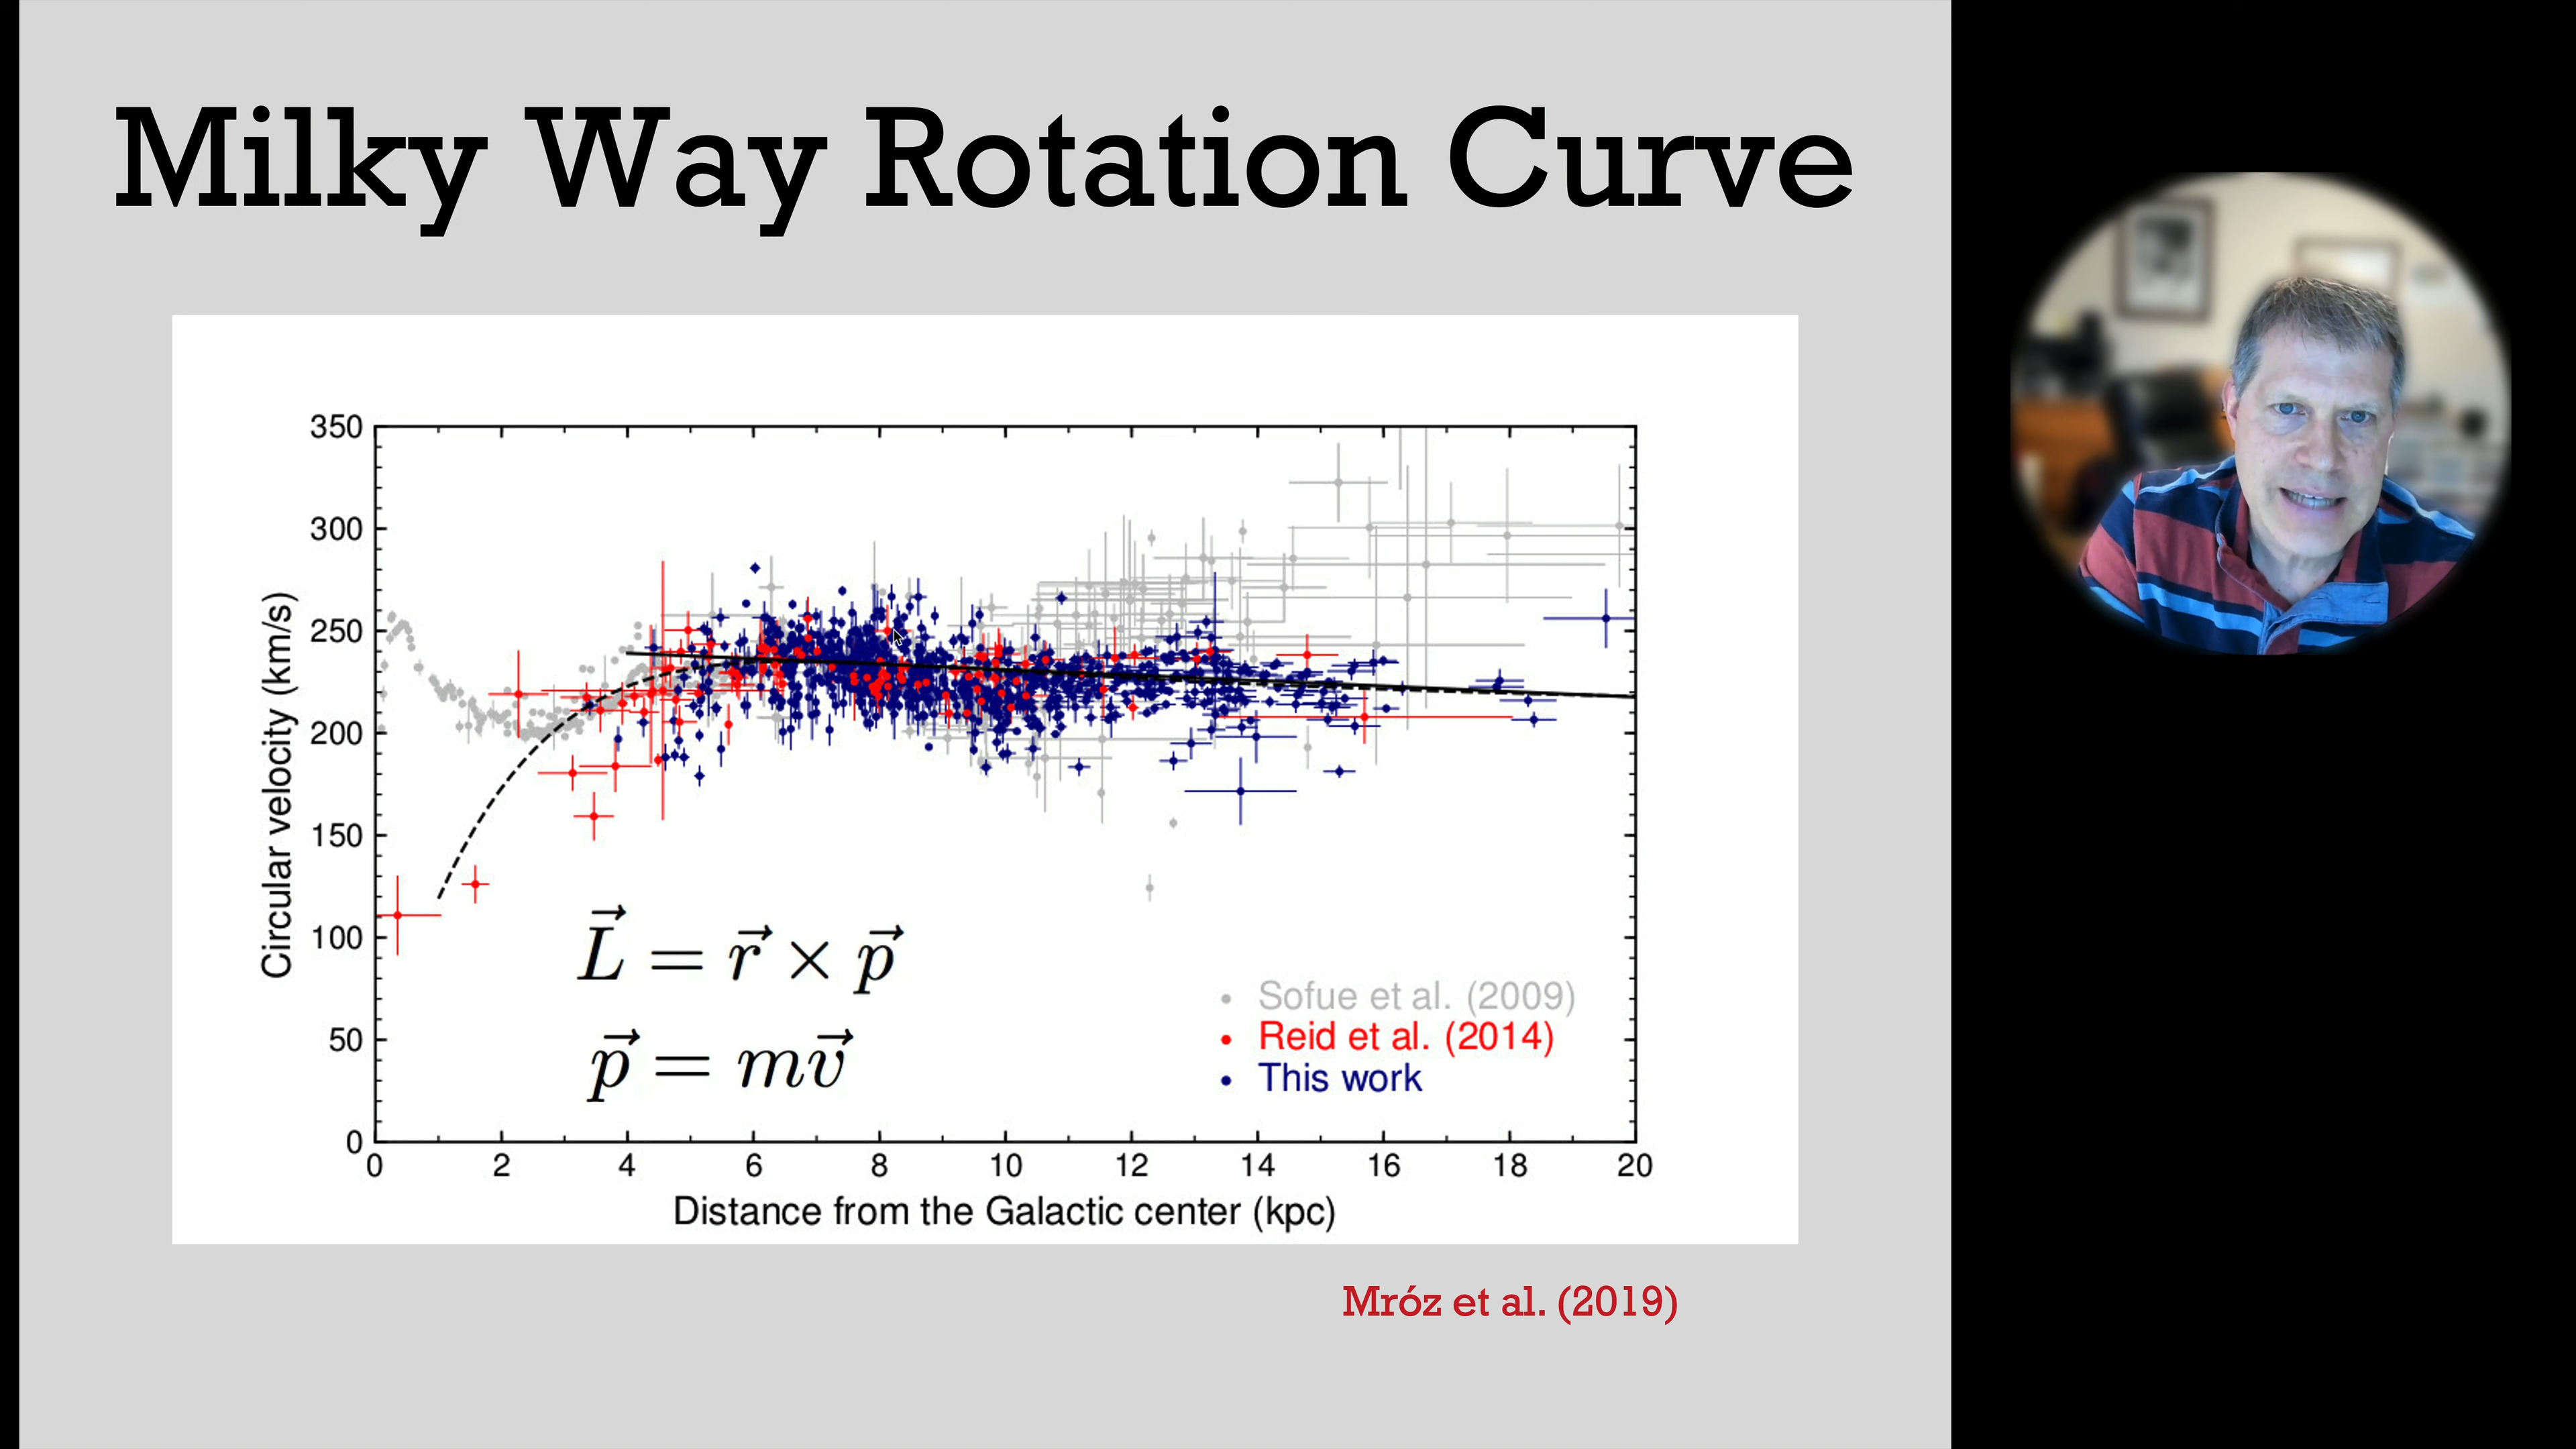 Milky Way Rotation Curve
350
300
250
200
150
100
50
0
Circular velocity (km/s)
L⃗ = r⃗ × p⃗
p⃗ = mv⃗
Sofue et al. (2009)
Reid et al. (2014)
This work
0 2 4 6 8 10 12 14 16 18 20
Distance from the Galactic center (kpc)
Mróz et al. (2019)